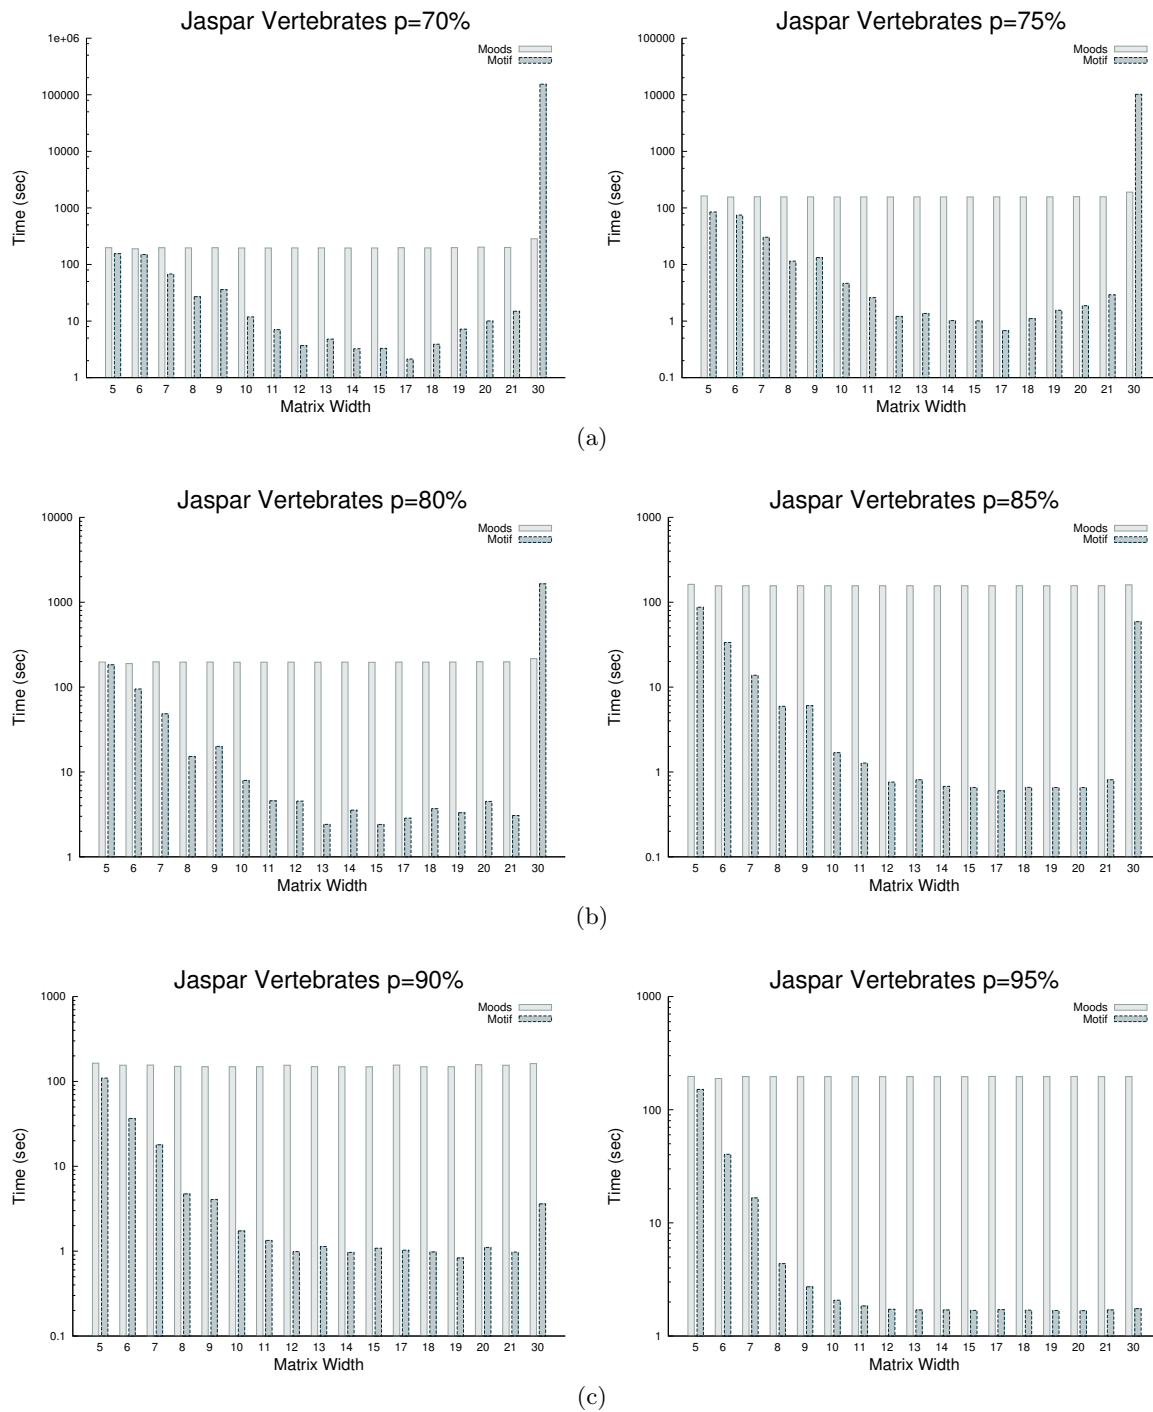 Jaspar Vertebrates p=70%
Moods
Motif
1e+06
100000
10000
1000
100
10
1
Time (sec)
5 6 7 8 9 10 11 12 13 14 15 17 18 19 20 21 30
Matrix Width
Jaspar Vertebrates p=75%
Moods
Motif
100000
10000
1000
100
10
1
0.1
Time (sec)
5 6 7 8 9 10 11 12 13 14 15 17 18 19 20 21 30
Matrix Width
(a)
Jaspar Vertebrates p=80%
Moods
Motif
10000
1000
100
10
1
Time (sec)
5 6 7 8 9 10 11 12 13 14 15 17 18 19 20 21 30
Matrix Width
Jaspar Vertebrates p=85%
Moods
Motif
1000
100
10
1
0.1
Time (sec)
5 6 7 8 9 10 11 12 13 14 15 17 18 19 20 21 30
Matrix Width
(b)
Jaspar Vertebrates p=90%
Moods
Motif
1000
100
10
1
0.1
Time (sec)
5 6 7 8 9 10 11 12 13 14 15 17 18 19 20 21 30
Matrix Width
Jaspar Vertebrates p=95%
Moods
Motif
1000
100
10
1
Time (sec)
5 6 7 8 9 10 11 12 13 14 15 17 18 19 20 21 30
Matrix Width
(c)